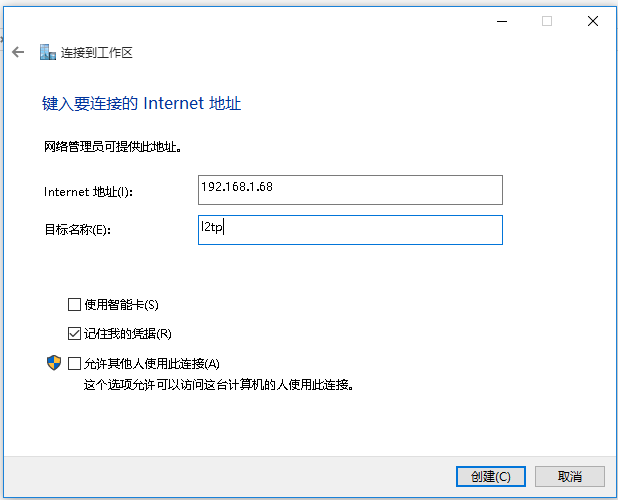 连接到工作区
键入要连接的 Internet 地址
网络管理员可提供此地址。
Internet 地址(I):
192.168.1.68
目标名称(E):
l2tp
使用智能卡(S)
记住我的凭据(R)
允许其他人使用此连接(A)
这个选项允许可以访问这台计算机的人使用此连接。
创建(C)
取消